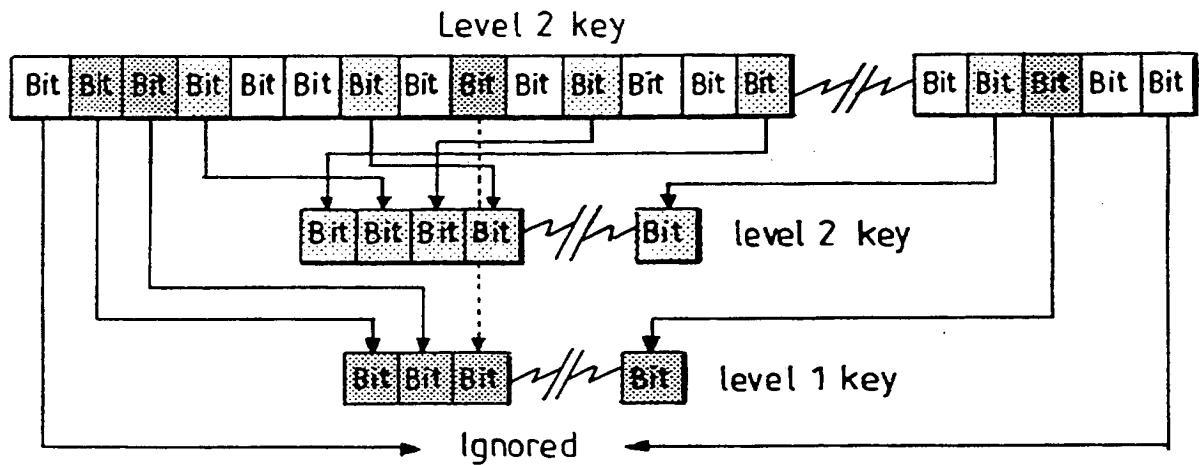 Level 2 key
Bit Bit Bit Bit Bit Bit Bit Bit Bit Bit Bit Bit Bit Bit Bit Bit Bit Bit Bit
Bit Bit Bit Bit Bit level 2 key
Bit Bit Bit Bit level 1 key
Ignored